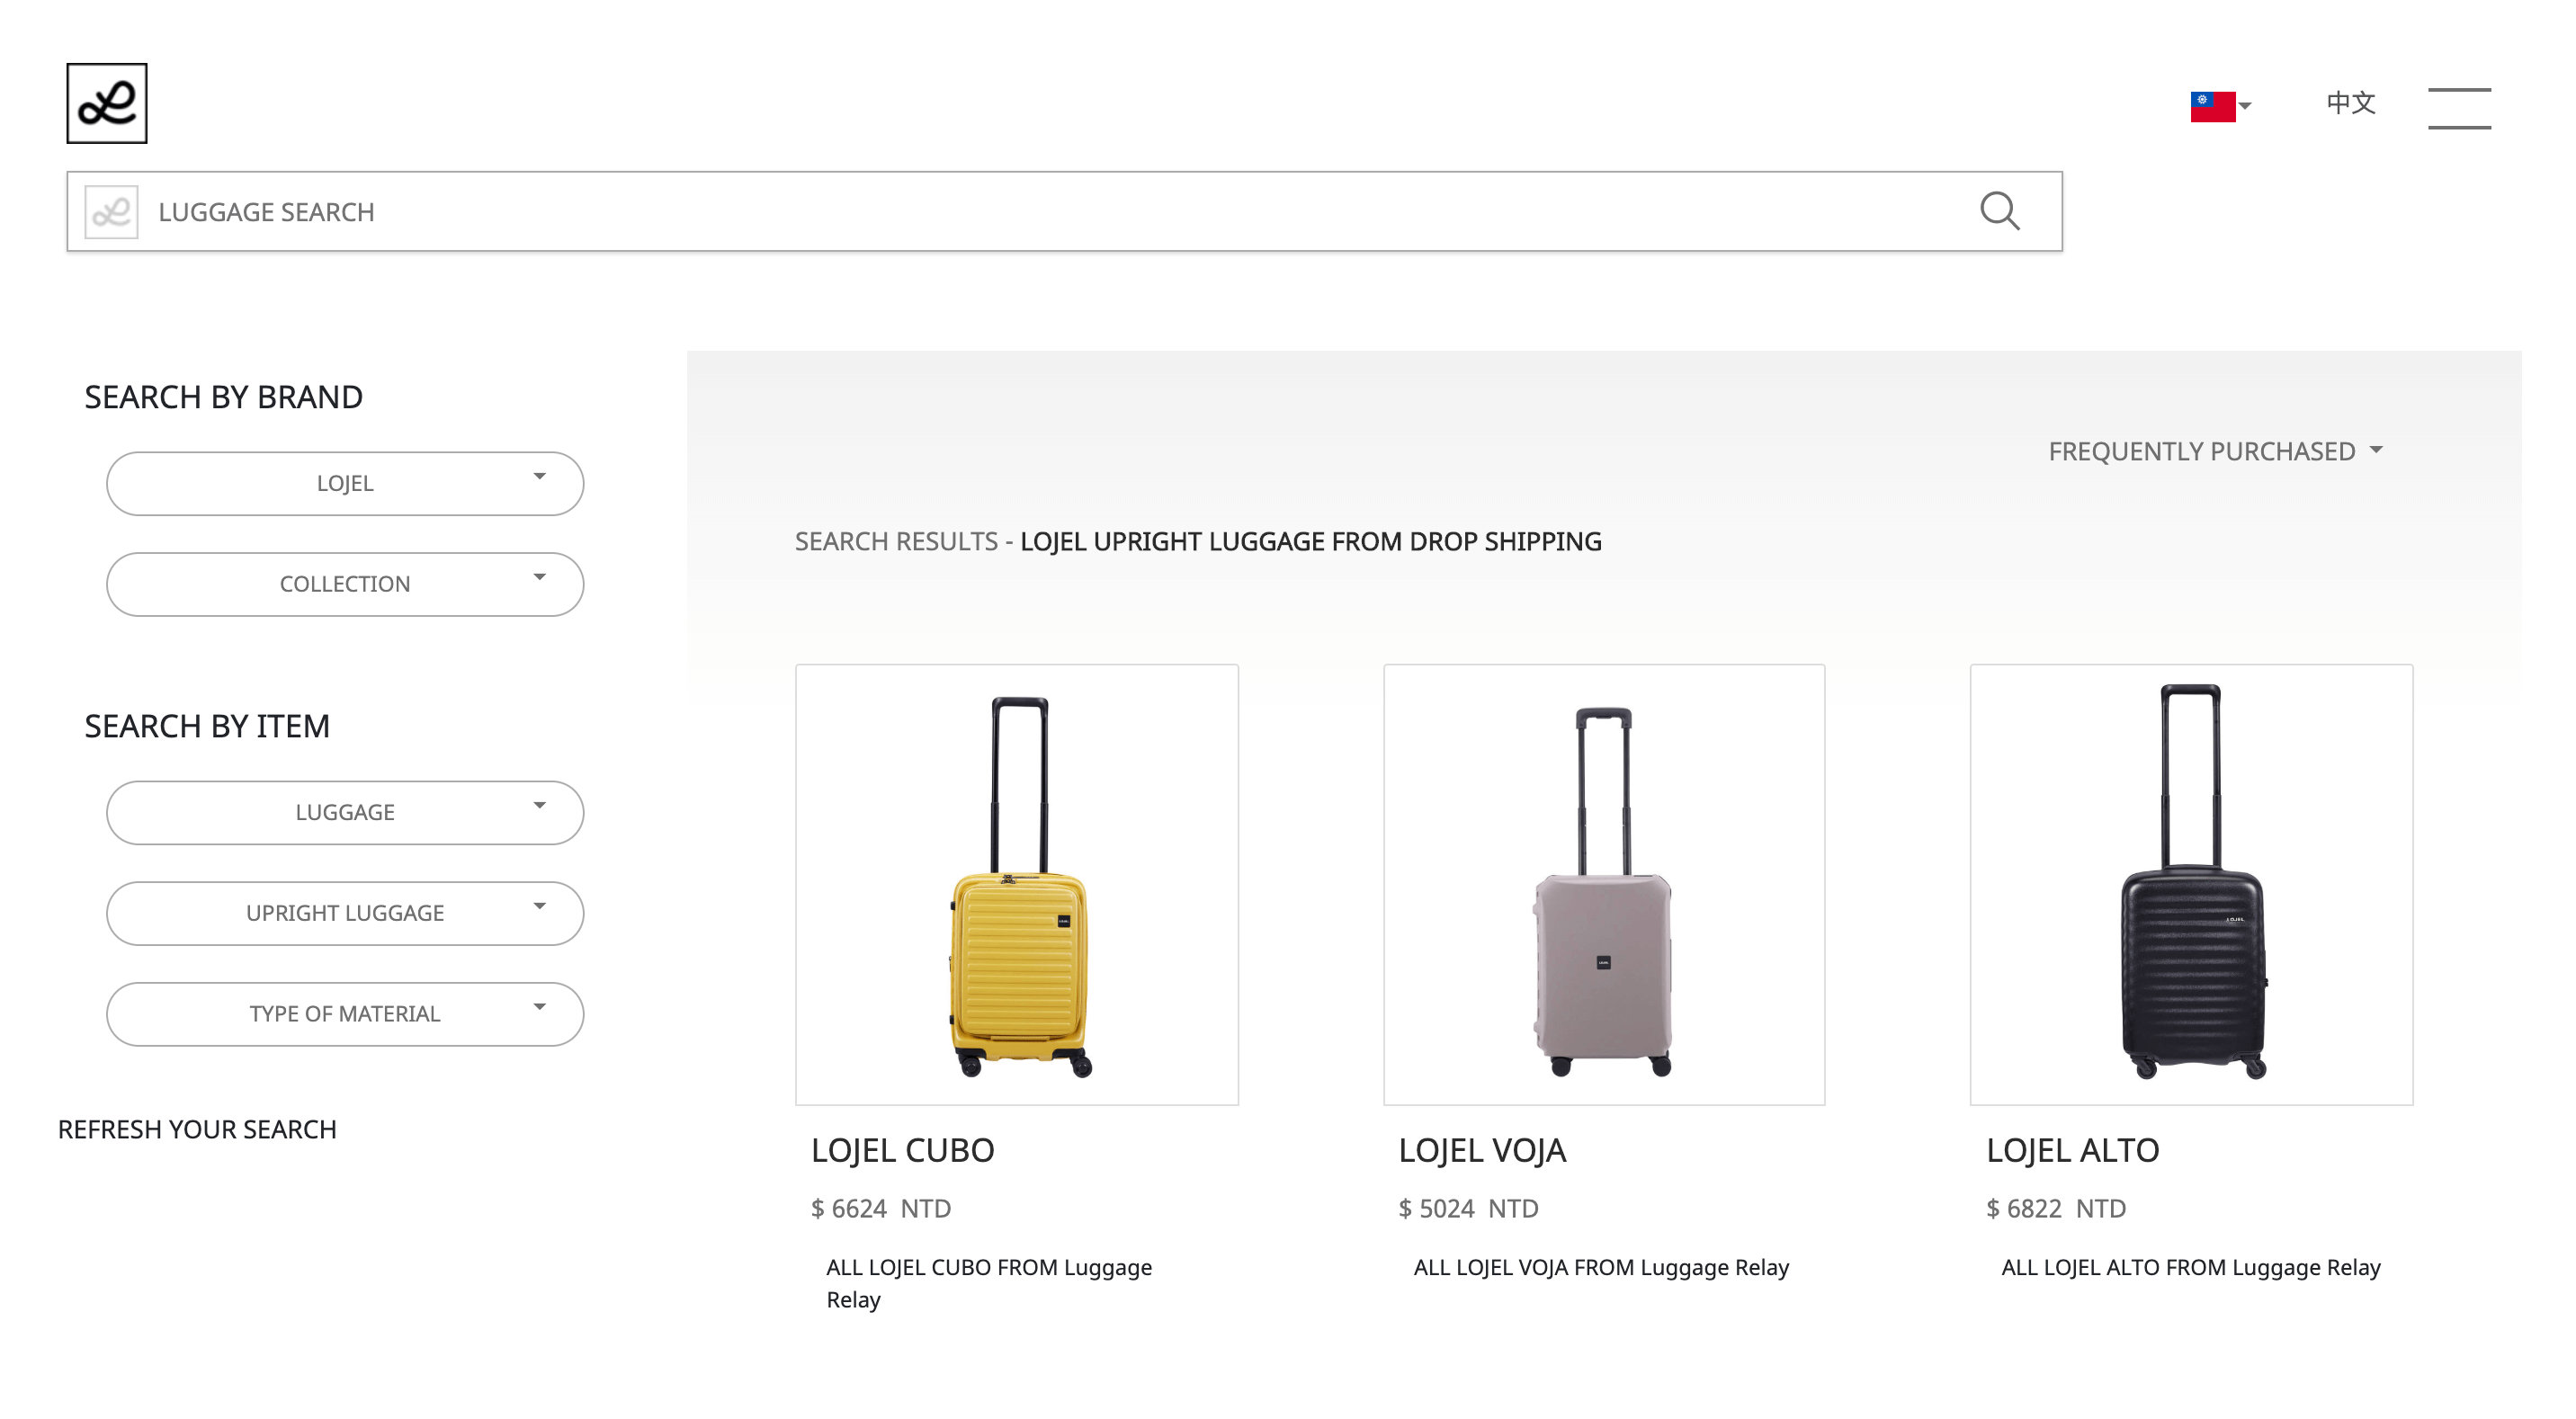 中文
LUGGAGE SEARCH
SEARCH BY BRAND
LOJEL
COLLECTION
SEARCH BY ITEM
LUGGAGE
UPRIGHT LUGGAGE
TYPE OF MATERIAL
REFRESH YOUR SEARCH
FREQUENTLY PURCHASED
SEARCH RESULTS - LOJEL UPRIGHT LUGGAGE FROM DROP SHIPPING
LOJEL
LOJEL CUBO
$ 6624 NTD
ALL LOJEL CUBO FROM Luggage
Relay
LOJEL
LOJEL VOJA
$ 5024 NTD
ALL LOJEL VOJA FROM Luggage Relay
LOJEL
LOJEL ALTO
$ 6822 NTD
ALL LOJEL ALTO FROM Luggage Relay